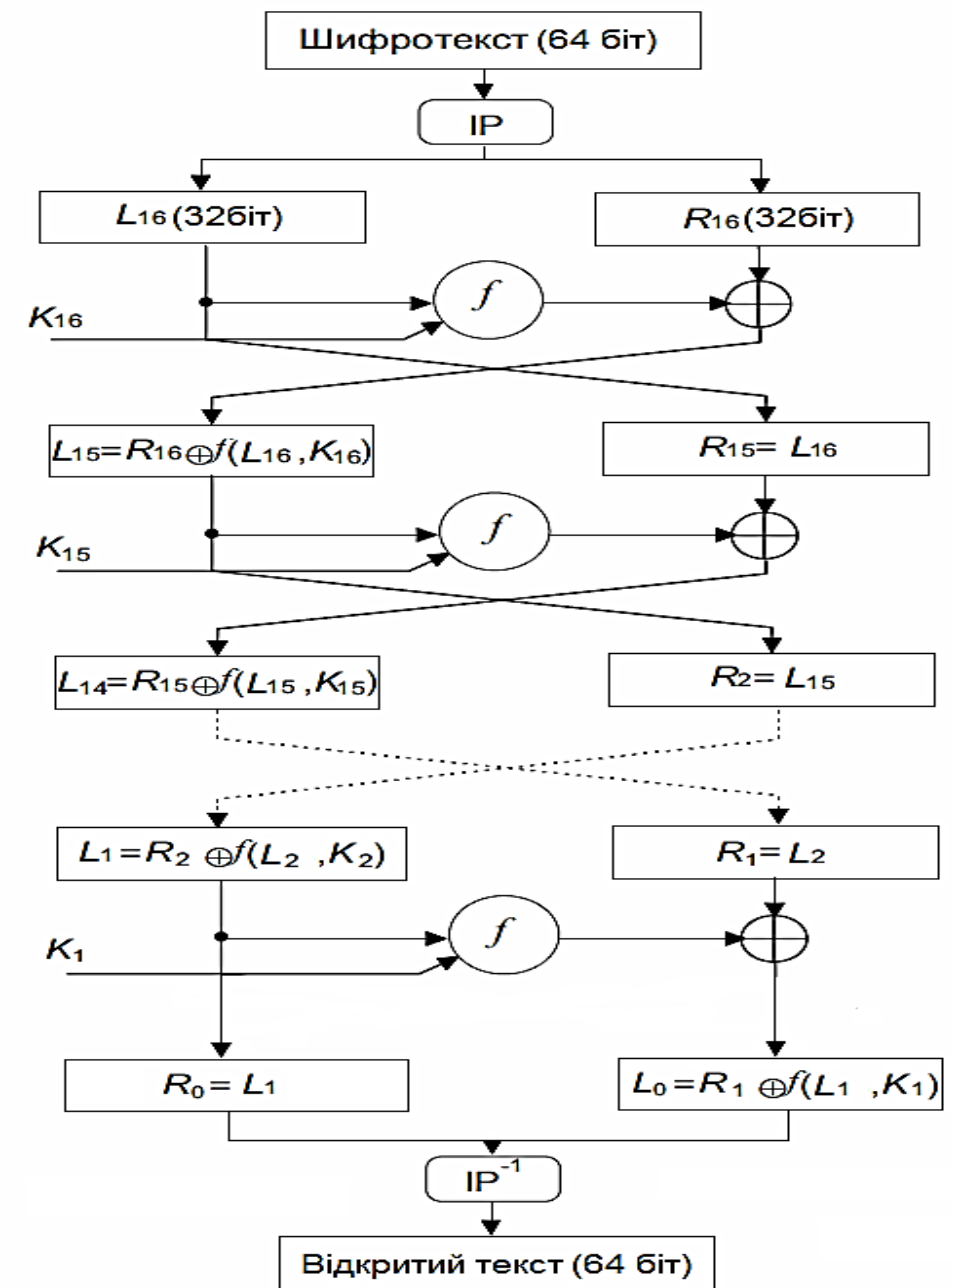 Шифротекст (64 біт)
IP
L16 (32біт)
R16 (32біт)
f
K16
L15=R16⊕f(L16 ,K16)
R15= L16
f
K15
L14=R15⊕f(L15 ,K15)
R2= L15
L1=R2 ⊕f(L2 ,K2)
R1= L2
f
K1
R0= L1
L0=R1 ⊕f(L1 ,K1)
IP-1
Відкритий текст (64 біт)